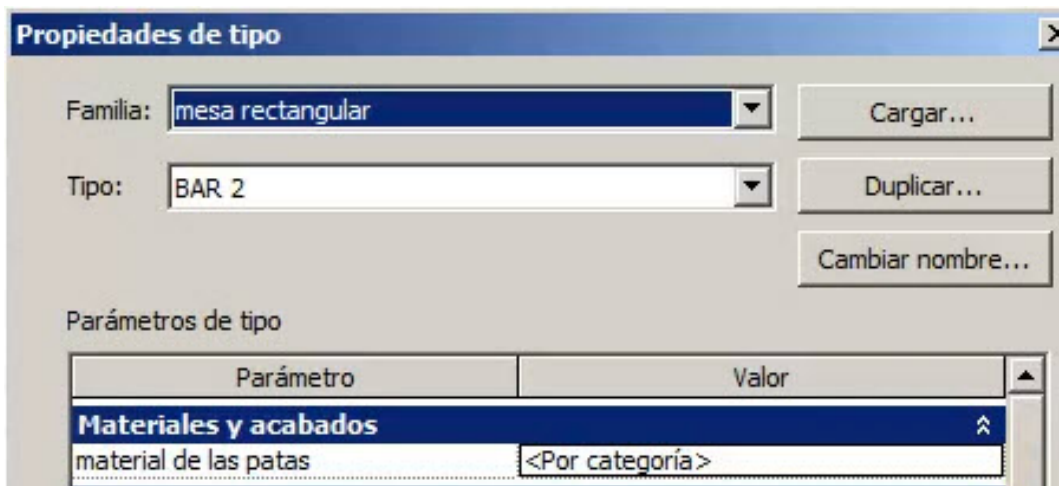 Propiedades de tipo
Familia: mesa rectangular Cargar...
Tipo: BAR 2 Duplicar...
Cambiar nombre...
Parámetros de tipo
Parámetro Valor
Materiales y acabados
material de las patas <Por categoría>